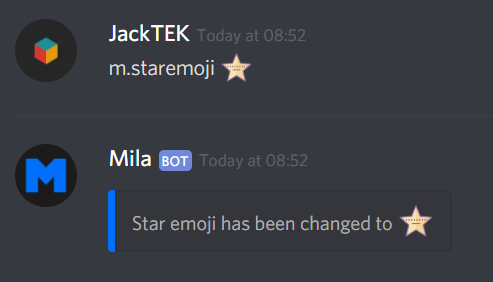 JackTEK Today at 08:52
m.staremoji
Mila BOT Today at 08:52
Star emoji has been changed to